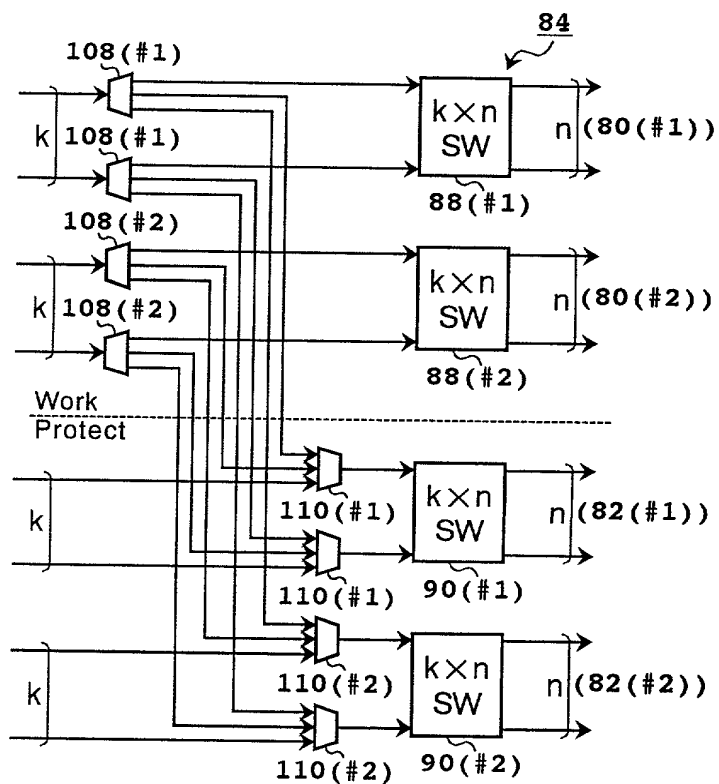 84
108(#1)
k
k×n
SW
n(80(#1))
108(#1)
88(#1)
108(#2)
k
k×n
SW
n(80(#2))
108(#2)
88(#2)
Work
Protect
k
k×n
SW
n(82(#1))
110(#1)
110(#1)
90(#1)
k
k×n
SW
n(82(#2))
110(#2)
110(#2)
90(#2)